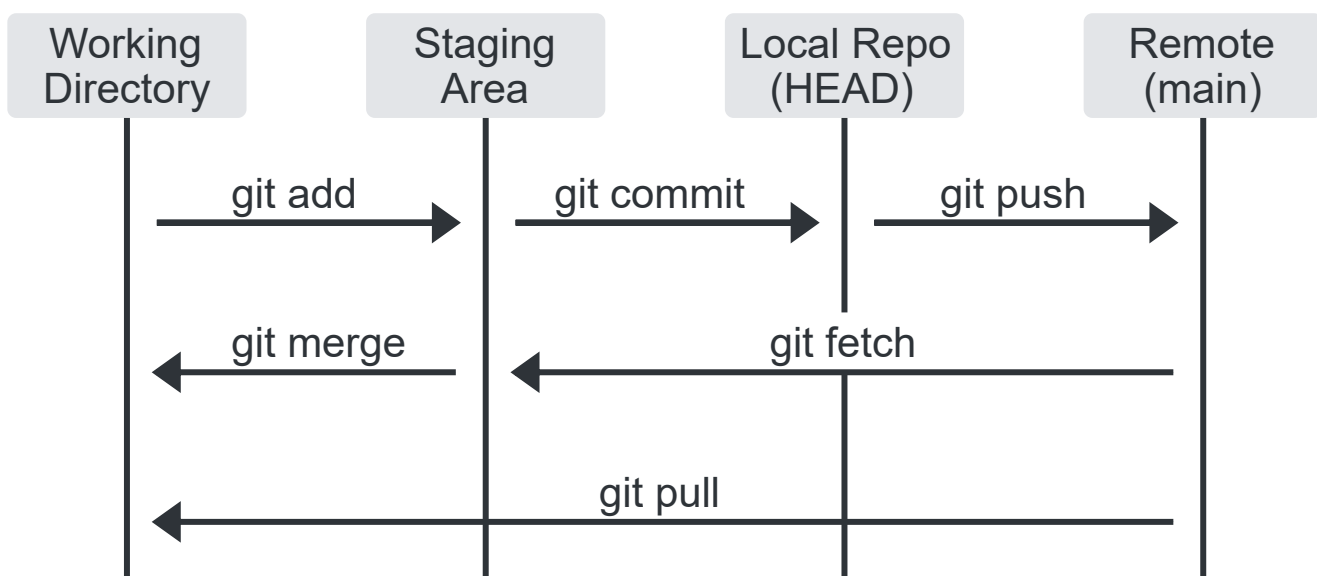 Working
Directory
Staging
Area
Local Repo
(HEAD)
Remote
(main)
git add
git commit
git push
git merge
git fetch
git pull